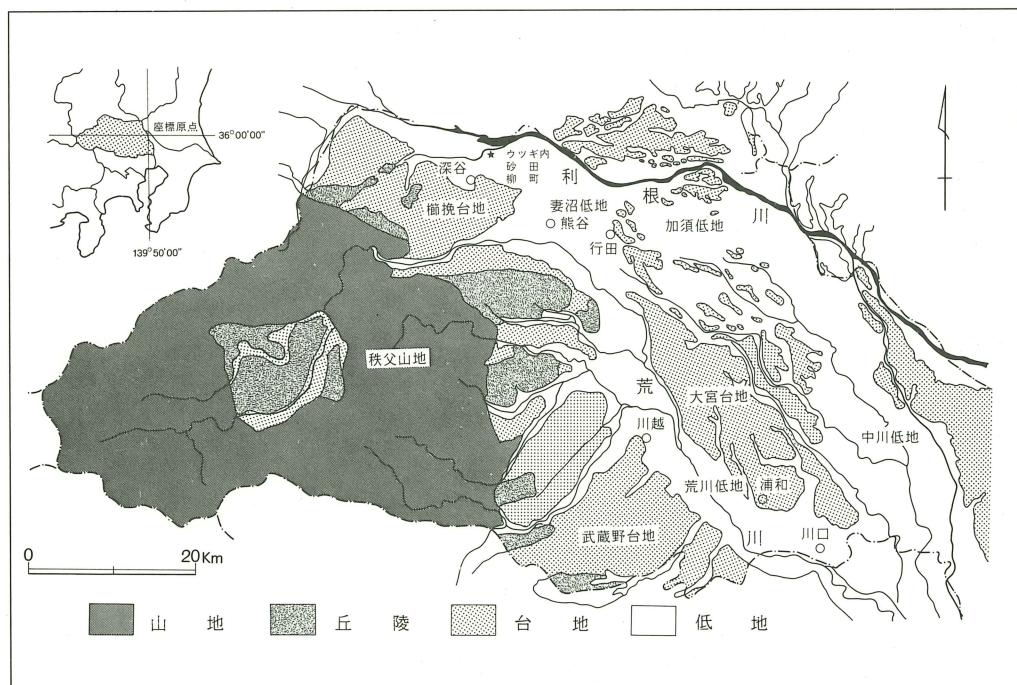 座標原点
36°00′00″
139°50′00″
ウツギ内
砂田
柳町
深谷
櫛挽台地
利根川
妻沼低地
熊谷
行田
加須低地
秩父山地
荒川
大宮台地
川越
中川低地
荒川低地
浦和
武蔵野台地
川口
0 20Km
山地 丘陵 台地 低地